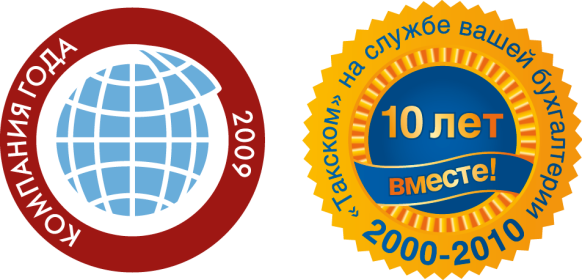 КОМПАНИЯ ГОДА 2009
«Такском» на службе вашей бухгалтерии
10 лет
вместе!
2000-2010